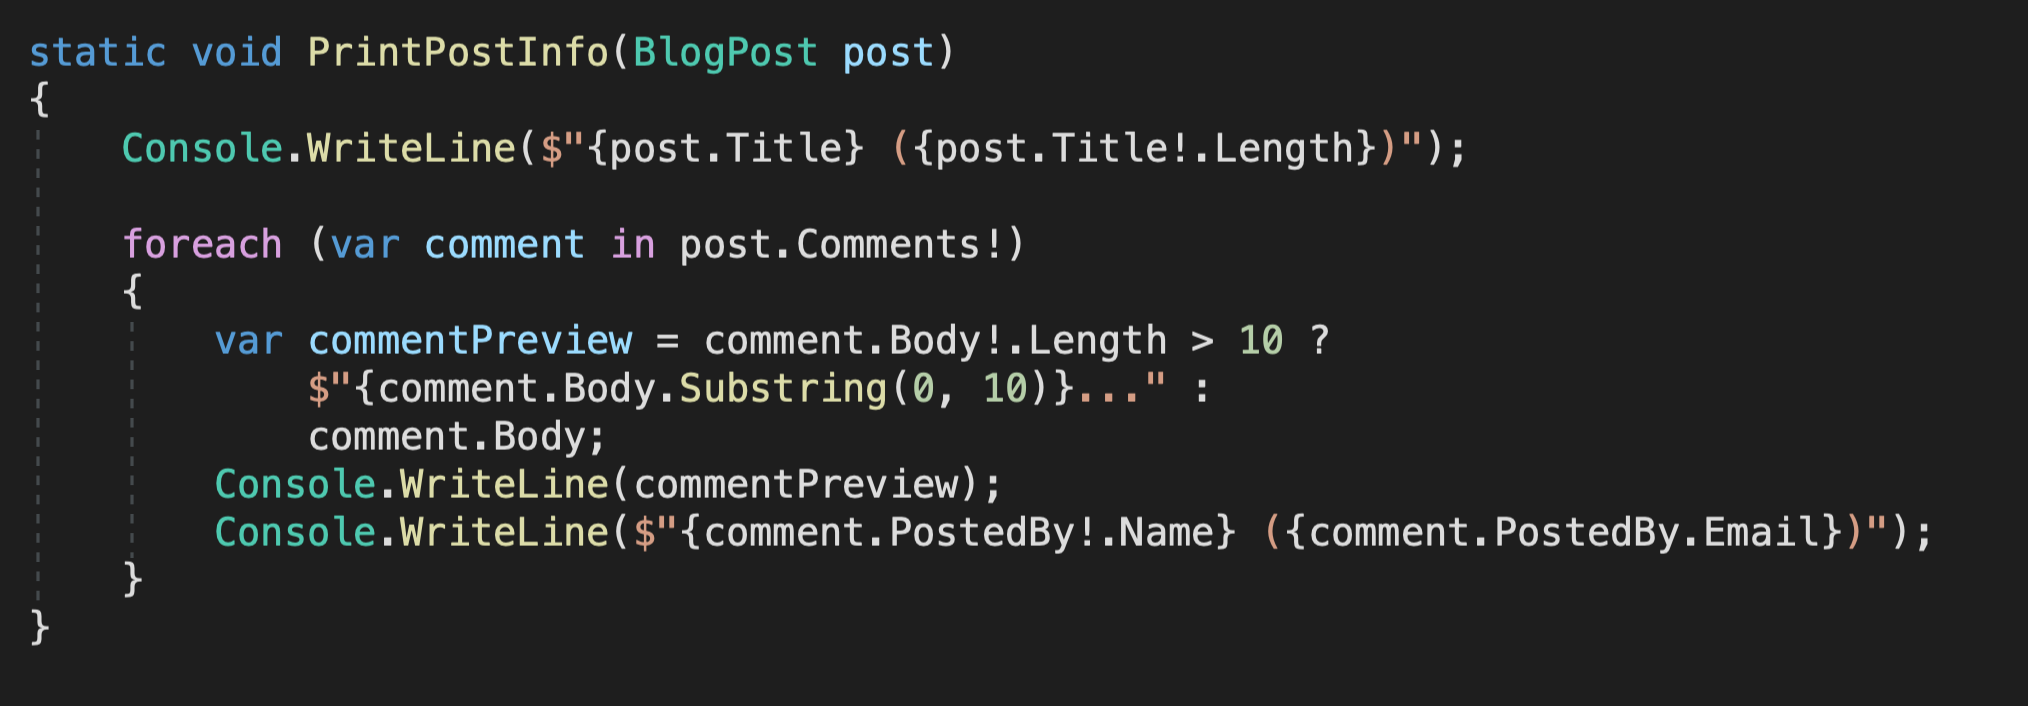 static void PrintPostInfo(BlogPost post)
{
    Console.WriteLine($"{post.Title} ({post.Title!.Length})");

    foreach (var comment in post.Comments!)
    {
        var commentPreview = comment.Body!.Length > 10 ?
            $"{comment.Body.Substring(0, 10)}..." :
            comment.Body;
        Console.WriteLine(commentPreview);
        Console.WriteLine($"{comment.PostedBy!.Name} ({comment.PostedBy.Email})");
    }
}